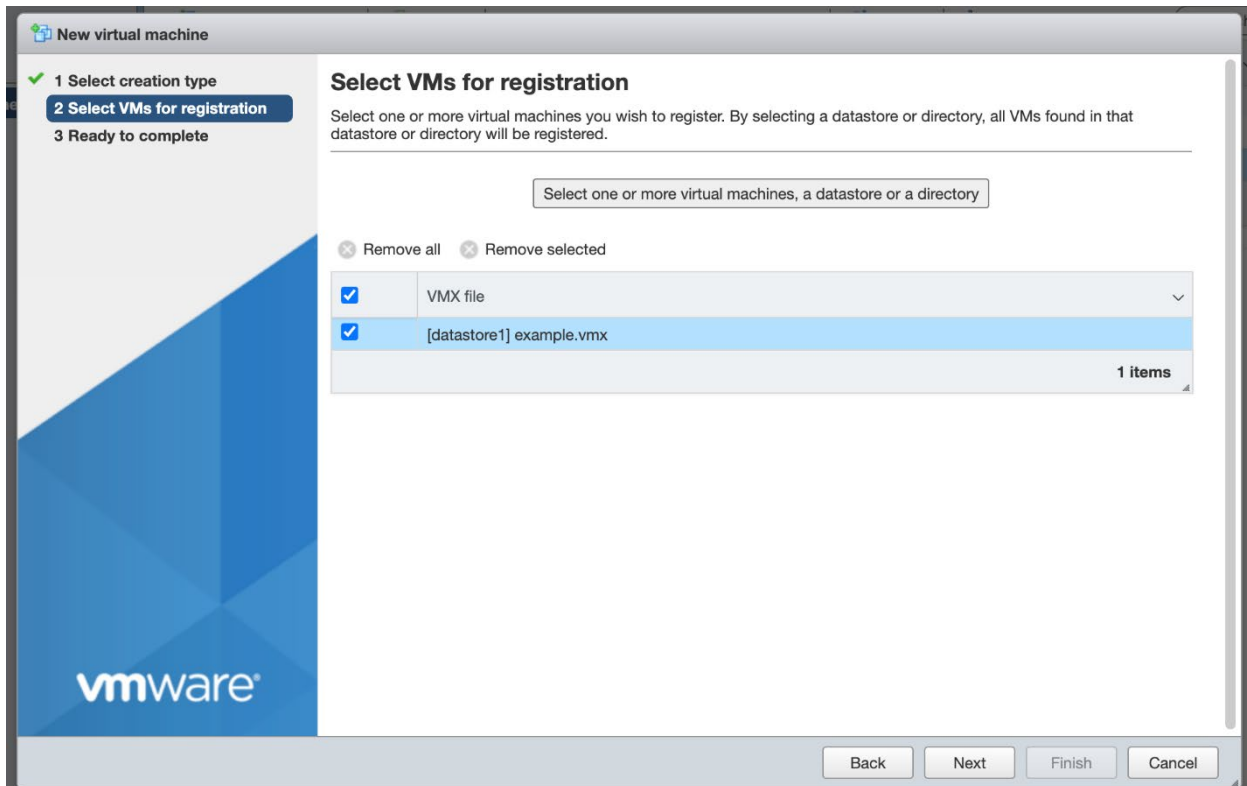 New virtual machine
1 Select creation type
2 Select VMs for registration
3 Ready to complete
Select VMs for registration
Select one or more virtual machines you wish to register. By selecting a datastore or directory, all VMs found in that
datastore or directory will be registered.
Select one or more virtual machines, a datastore or a directory
Remove all Remove selected
VMX file
[datastore1] example.vmx
1 items
vmware®
Back Next Finish Cancel